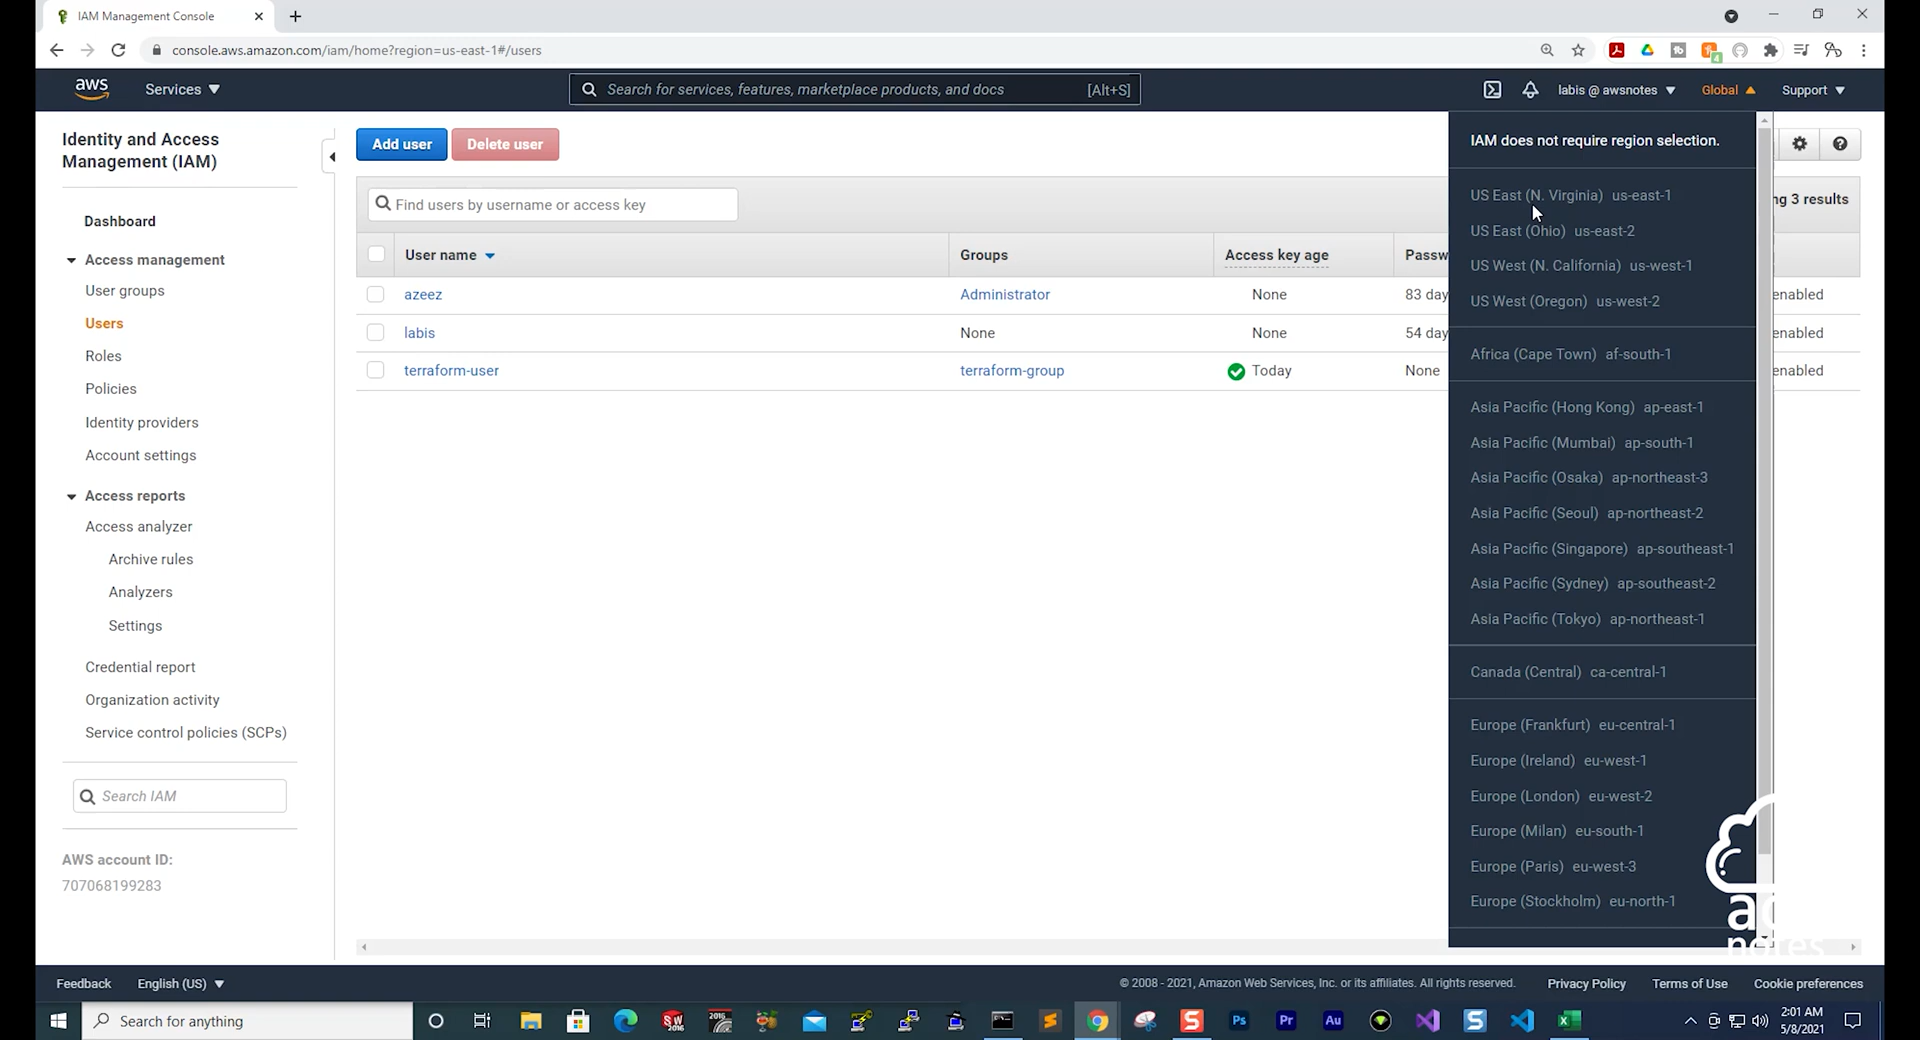 IAM Management Console
console.aws.amazon.com/iam/home?region=us-east-1#/users
aws
Services
Search for services, features, marketplace products, and docs
[Alt+S]
labis @ awsnotes
Global
Support
Identity and Access
Management (IAM)
Dashboard
Access management
User groups
Users
Roles
Policies
Identity providers
Account settings
Access reports
Access analyzer
Archive rules
Analyzers
Settings
Credential report
Organization activity
Service control policies (SCPs)
Search IAM
AWS account ID:
707068199283
Add user
Delete user
Find users by username or access key
ng 3 results
User name
Groups
Access key age
Passw
azeez
Administrator
None
83 day
enabled
labis
None
None
54 day
enabled
terraform-user
terraform-group
Today
None
enabled
IAM does not require region selection.
US East (N. Virginia) us-east-1
US East (Ohio) us-east-2
US West (N. California) us-west-1
US West (Oregon) us-west-2
Africa (Cape Town) af-south-1
Asia Pacific (Hong Kong) ap-east-1
Asia Pacific (Mumbai) ap-south-1
Asia Pacific (Osaka) ap-northeast-3
Asia Pacific (Seoul) ap-northeast-2
Asia Pacific (Singapore) ap-southeast-1
Asia Pacific (Sydney) ap-southeast-2
Asia Pacific (Tokyo) ap-northeast-1
Canada (Central) ca-central-1
Europe (Frankfurt) eu-central-1
Europe (Ireland) eu-west-1
Europe (London) eu-west-2
Europe (Milan) eu-south-1
Europe (Paris) eu-west-3
Europe (Stockholm) eu-north-1
notes
Feedback
English (US)
© 2008 - 2021, Amazon Web Services, Inc. or its affiliates. All rights reserved.
Privacy Policy
Terms of Use
Cookie preferences
Search for anything
2:01 AM
5/8/2021